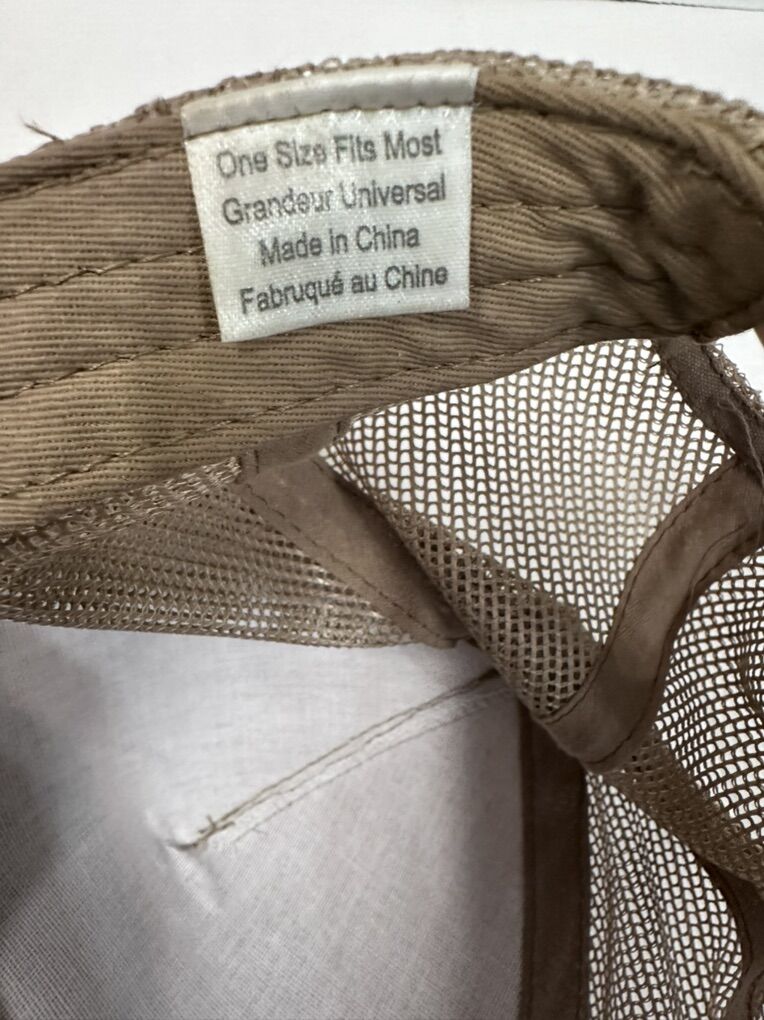 One Size Fits Most
Grandeur Universal
Made in China
Fabruqué au Chine